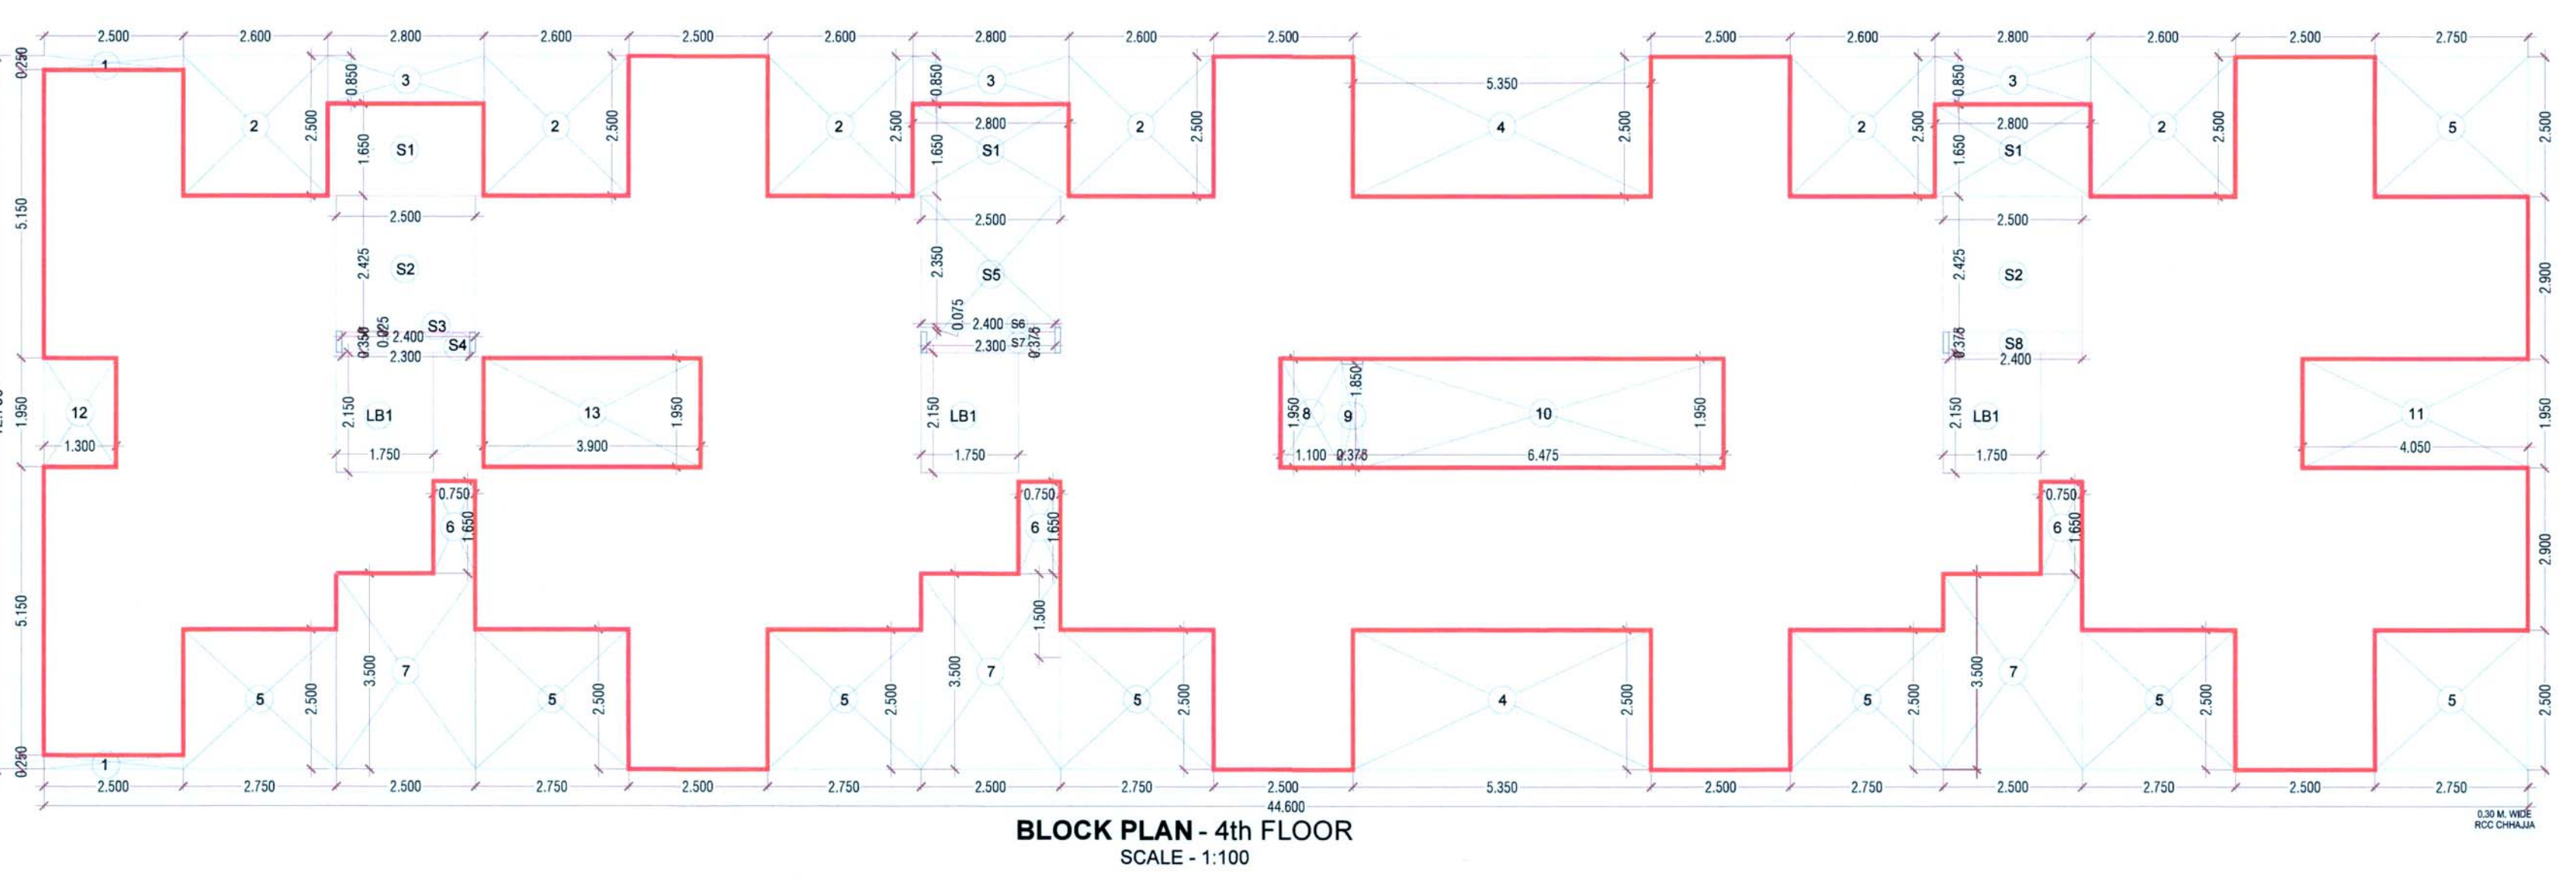 2.500 2.600 2.800 2.600 2.500 2.600 2.800 2.600 2.500 2.500 2.600 2.800 2.600 2.500 2.750
0.250 1 0.850 3 0.850 3 5.350 0.850 3
2 2.500 2 2.500 2 2.500 2.800 2 2.500 4 2.500 2 2.500 2.800 2 2.500 5 2.500
1.650 S1 1.650 S1 1.650 S1
5.150 2.500 2.500 2.500
2.425 S2 2.350 S5 2.425 S2 2.900
0.075
0.350 0.025 2.400 S3 2.400 S6 0.375 S8
2.300 S4 2.300 S7 0.375 2.400
12 1.950 2.150 LB1 13 1.950 2.150 LB1 1.950 8 9 1.850 10 1.950 2.150 LB1 11 1.950
1.300 1.750 3.900 1.750 1.100 0.375 6.475 1.750 4.050
0.750 0.750 0.750
6 1.650 6 1.650 6 1.650 2.900
5.150 1.500
3.500 7 3.500 7 3.500 7
5 2.500 5 2.500 5 2.500 5 2.500 4 2.500 5 2.500 5 2.500 5 2.500
0.250 1
2.500 2.750 2.500 2.750 2.500 2.750 2.500 2.750 2.500 5.350 2.500 2.750 2.500 2.750 2.500 2.750
44.600
BLOCK PLAN - 4th FLOOR
SCALE - 1:100
0.30 M. WIDE
RCC CHHAJJA